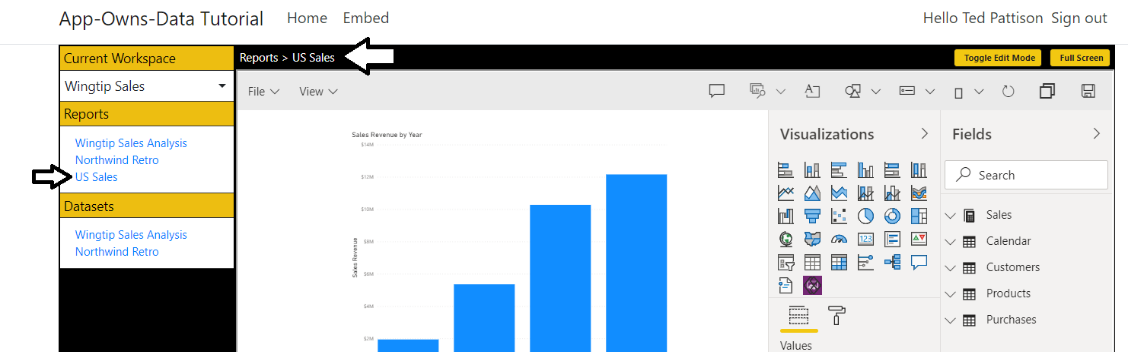 App-Owns-Data Tutorial Home Embed Hello Ted Pattison Sign out
Current Workspace
Reports > US Sales
Toggle Edit Mode
Full Screen
Wingtip Sales
Reports
Wingtip Sales Analysis
Northwind Retro
US Sales
Datasets
Wingtip Sales Analysis
Northwind Retro
File View
Sales Revenue by Year
Sales Revenue
$14M
$12M
$10M
$8M
$6M
$4M
$2M
Visualizations
123
Values
Fields
Search
Sales
Calendar
Customers
Products
Purchases